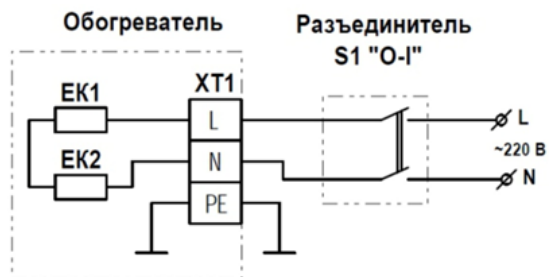 Обогреватель
Разъединитель
S1 "O-I"
EK1
XT1
L
L
~220 В
EK2
N
N
PE